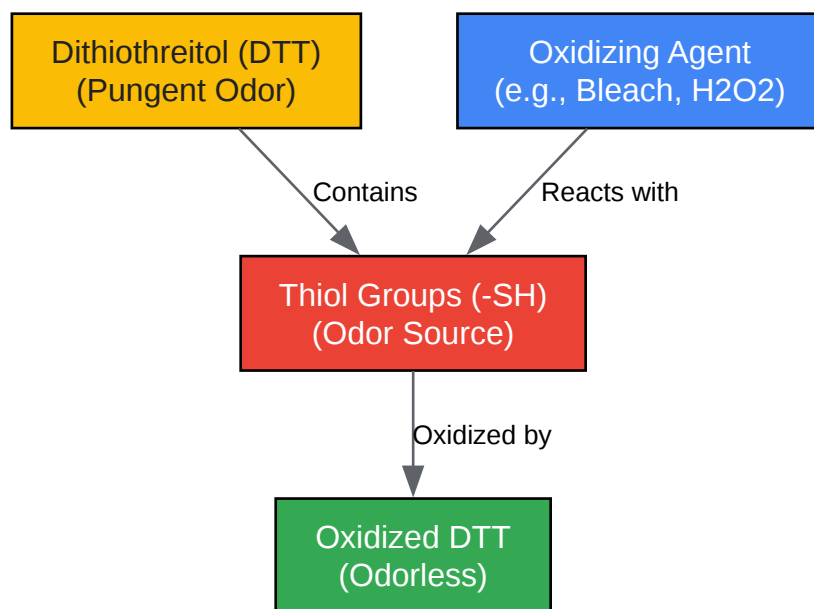 Dithiothreitol (DTT)
(Pungent Odor)
Oxidizing Agent
(e.g., Bleach, H2O2)
Contains
Reacts with
Thiol Groups (-SH)
(Odor Source)
Oxidized by
Oxidized DTT
(Odorless)